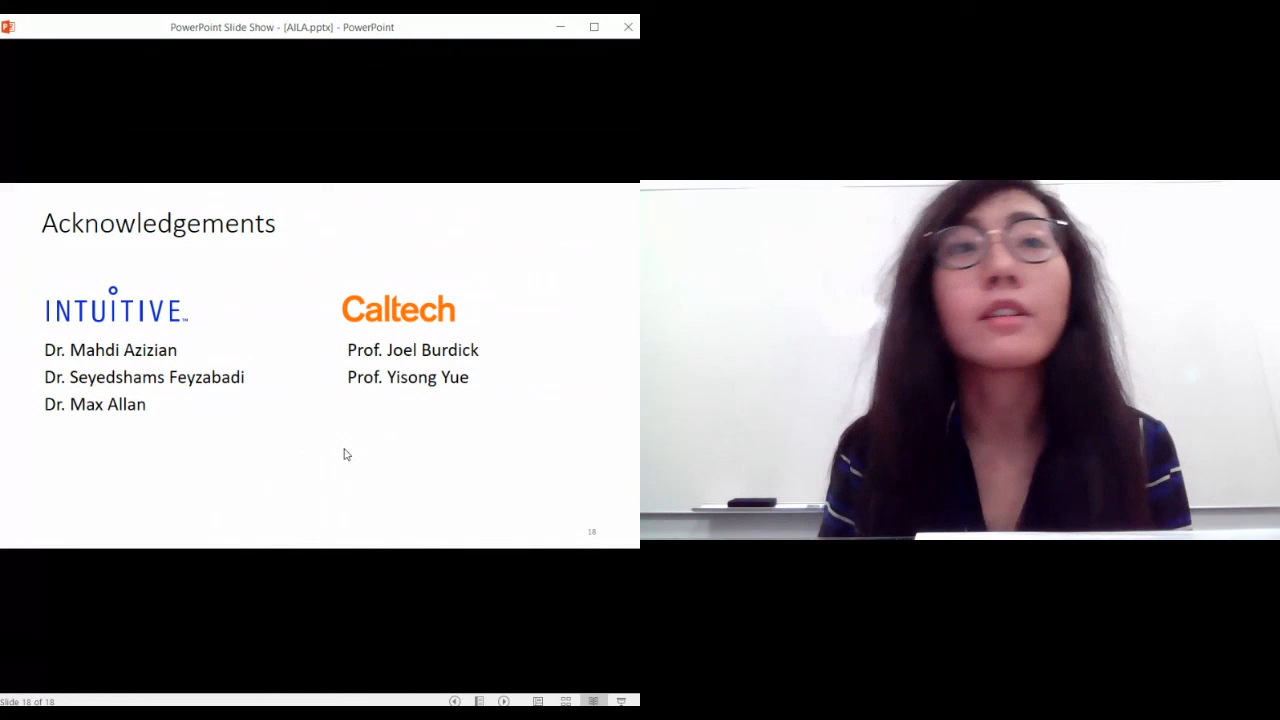 PowerPoint Slide Show - [AILA.pptx] - PowerPoint
Acknowledgements
INTUITIVE™
Caltech
Dr. Mahdi Azizian
Dr. Seyedshams Feyzabadi
Dr. Max Allan
Prof. Joel Burdick
Prof. Yisong Yue
18
Slide 18 of 18